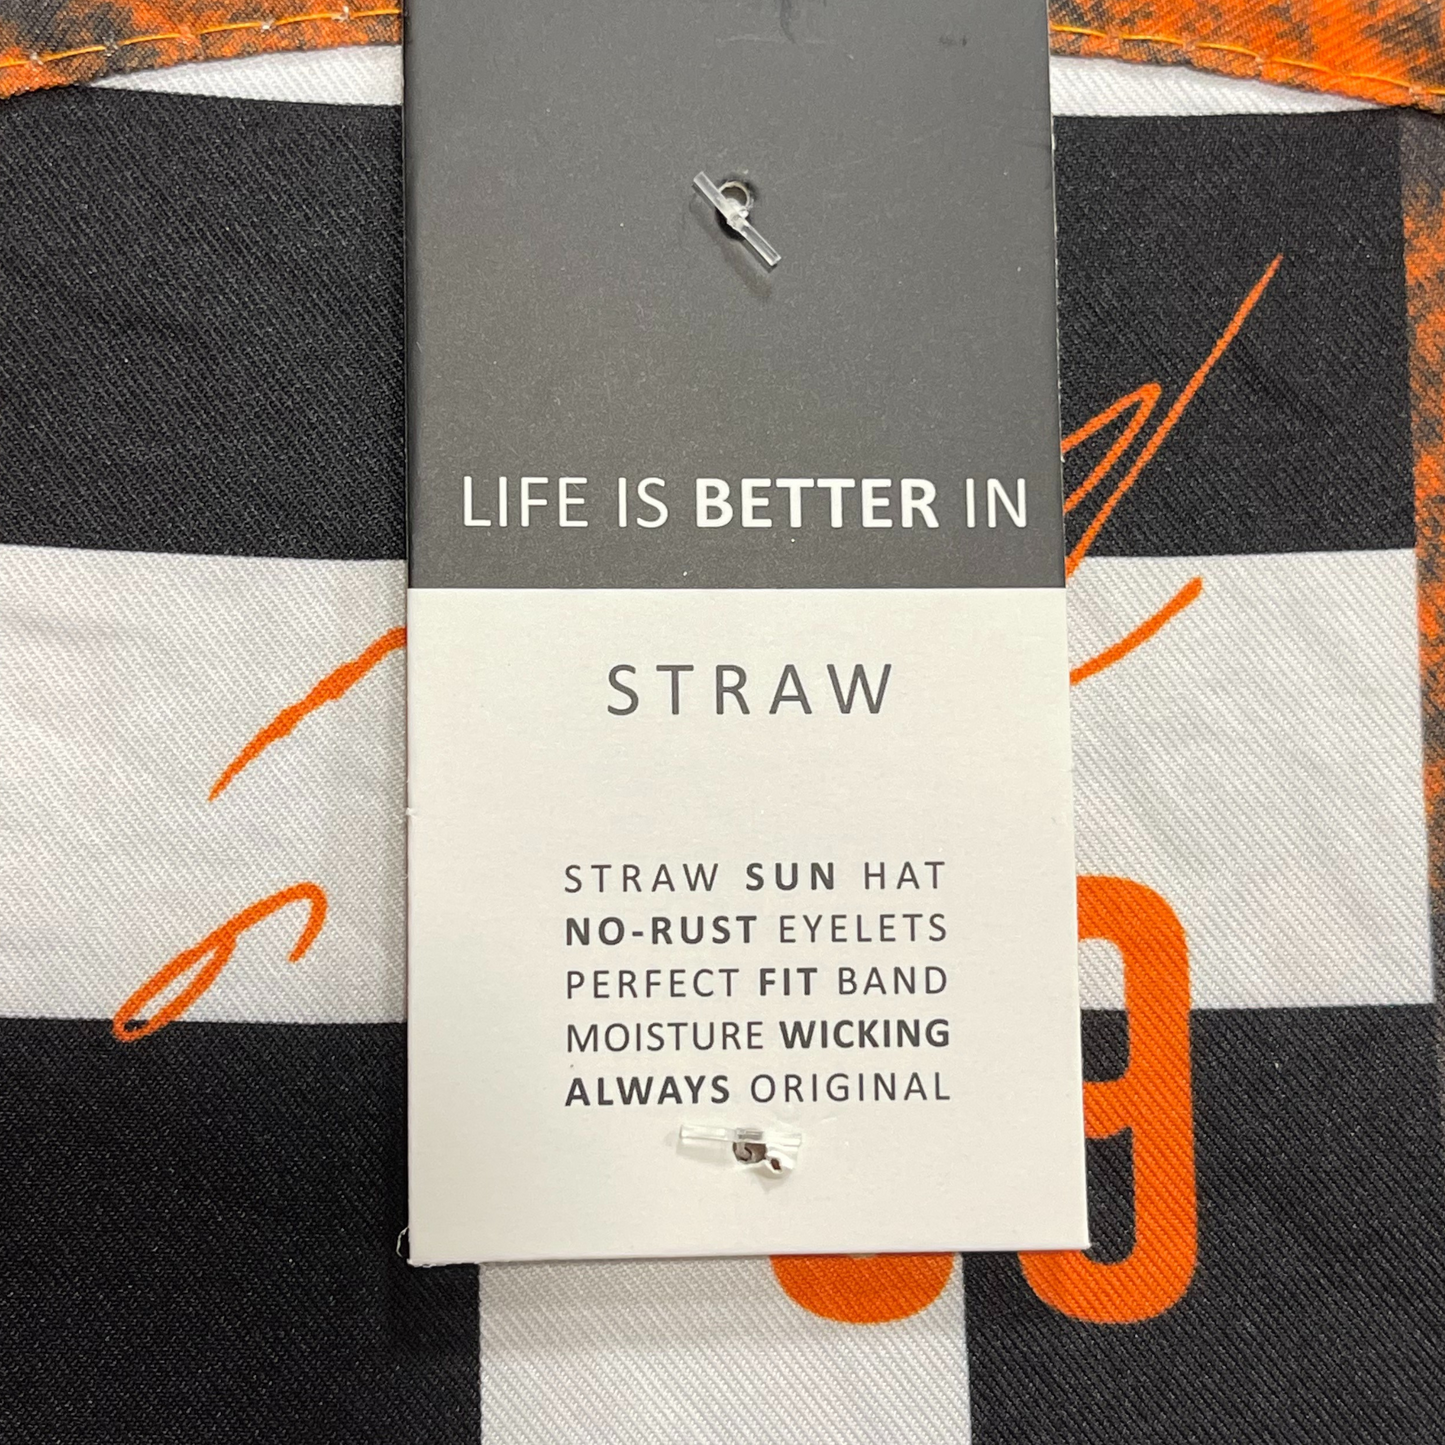 LIFE IS BETTER IN
STRAW
STRAW SUN HAT
NO-RUST EYELETS
PERFECT FIT BAND
MOISTURE WICKING
ALWAYS ORIGINAL